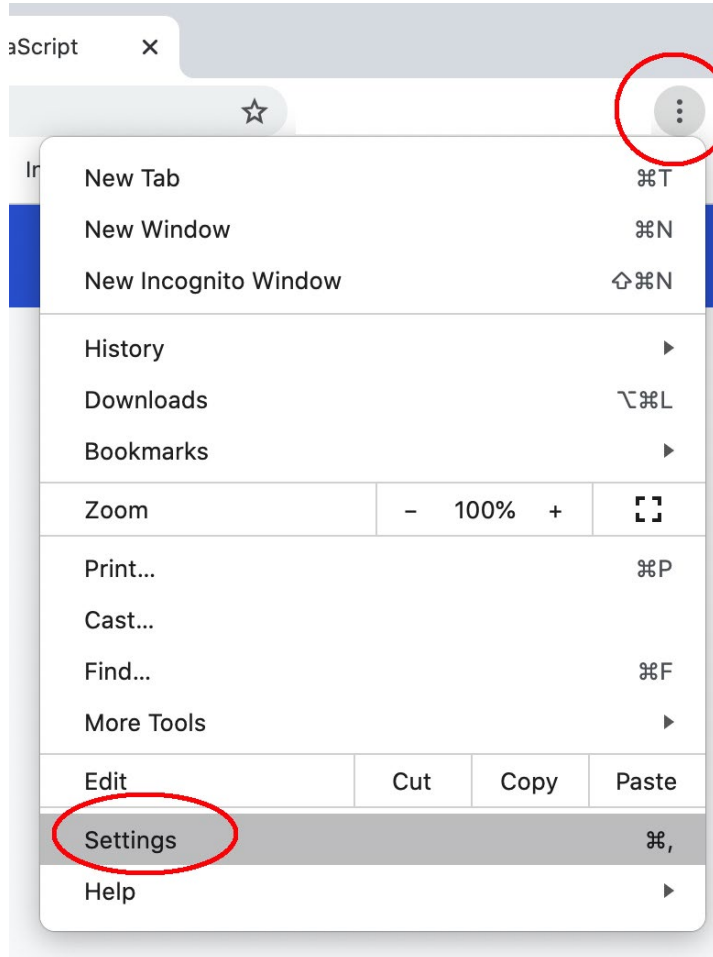 aScript ×
In
New Tab ⌘T
New Window ⌘N
New Incognito Window ⇧⌘N
History
Downloads ⌥⌘L
Bookmarks
Zoom - 100% +
Print... ⌘P
Cast...
Find... ⌘F
More Tools
Edit Cut Copy Paste
Settings ⌘,
Help